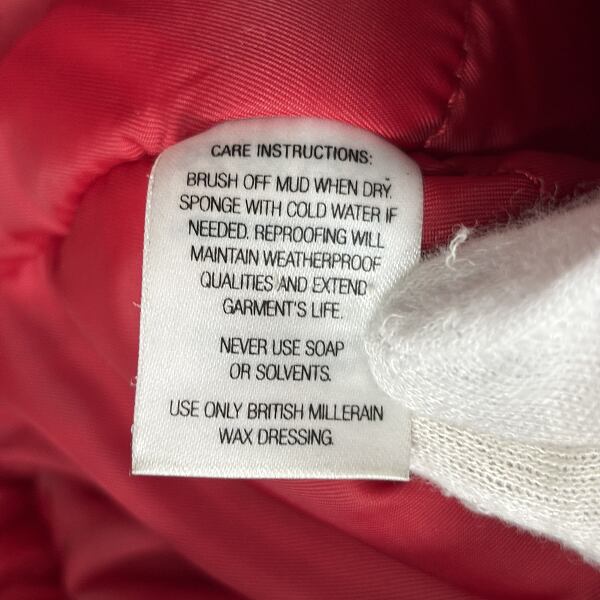 CARE INSTRUCTIONS:
BRUSH OFF MUD WHEN DRY.
SPONGE WITH COLD WATER IF
NEEDED. REPROOFING WILL
MAINTAIN WEATHERPROOF
QUALITIES AND EXTEND
GARMENT'S LIFE.
NEVER USE SOAP
OR SOLVENTS.
USE ONLY BRITISH MILLERAIN
WAX DRESSING.